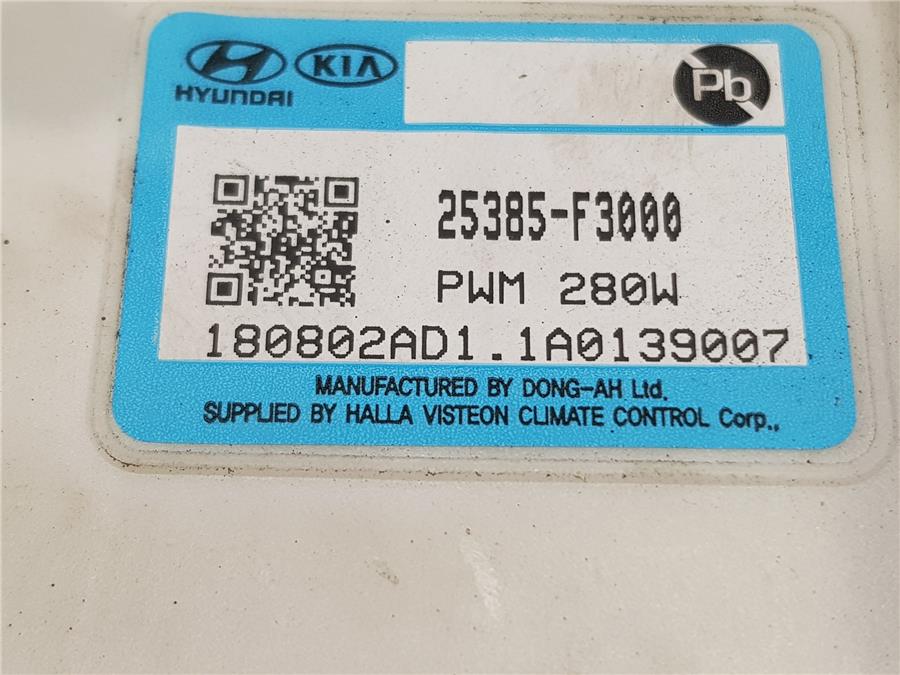 HYUNDAI
KIA
Pb
25385-F3000
PWM 280W
180802AD1.1A0139007
MANUFACTURED BY DONG-AH Ltd.
SUPPLIED BY HALLA VISTEON CLIMATE CONTROL Corp.,